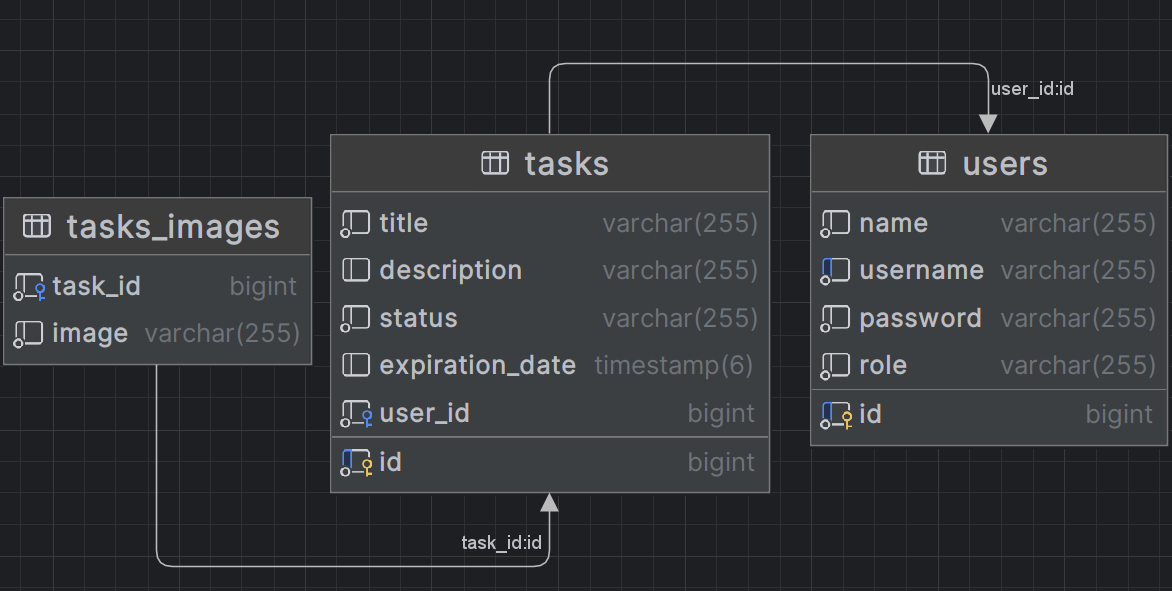 user_id:id
tasks
title varchar(255)
description varchar(255)
status varchar(255)
expiration_date timestamp(6)
user_id bigint
id bigint
users
name varchar(255)
username varchar(255)
password varchar(255)
role varchar(255)
id bigint
tasks_images
task_id bigint
image varchar(255)
task_id:id